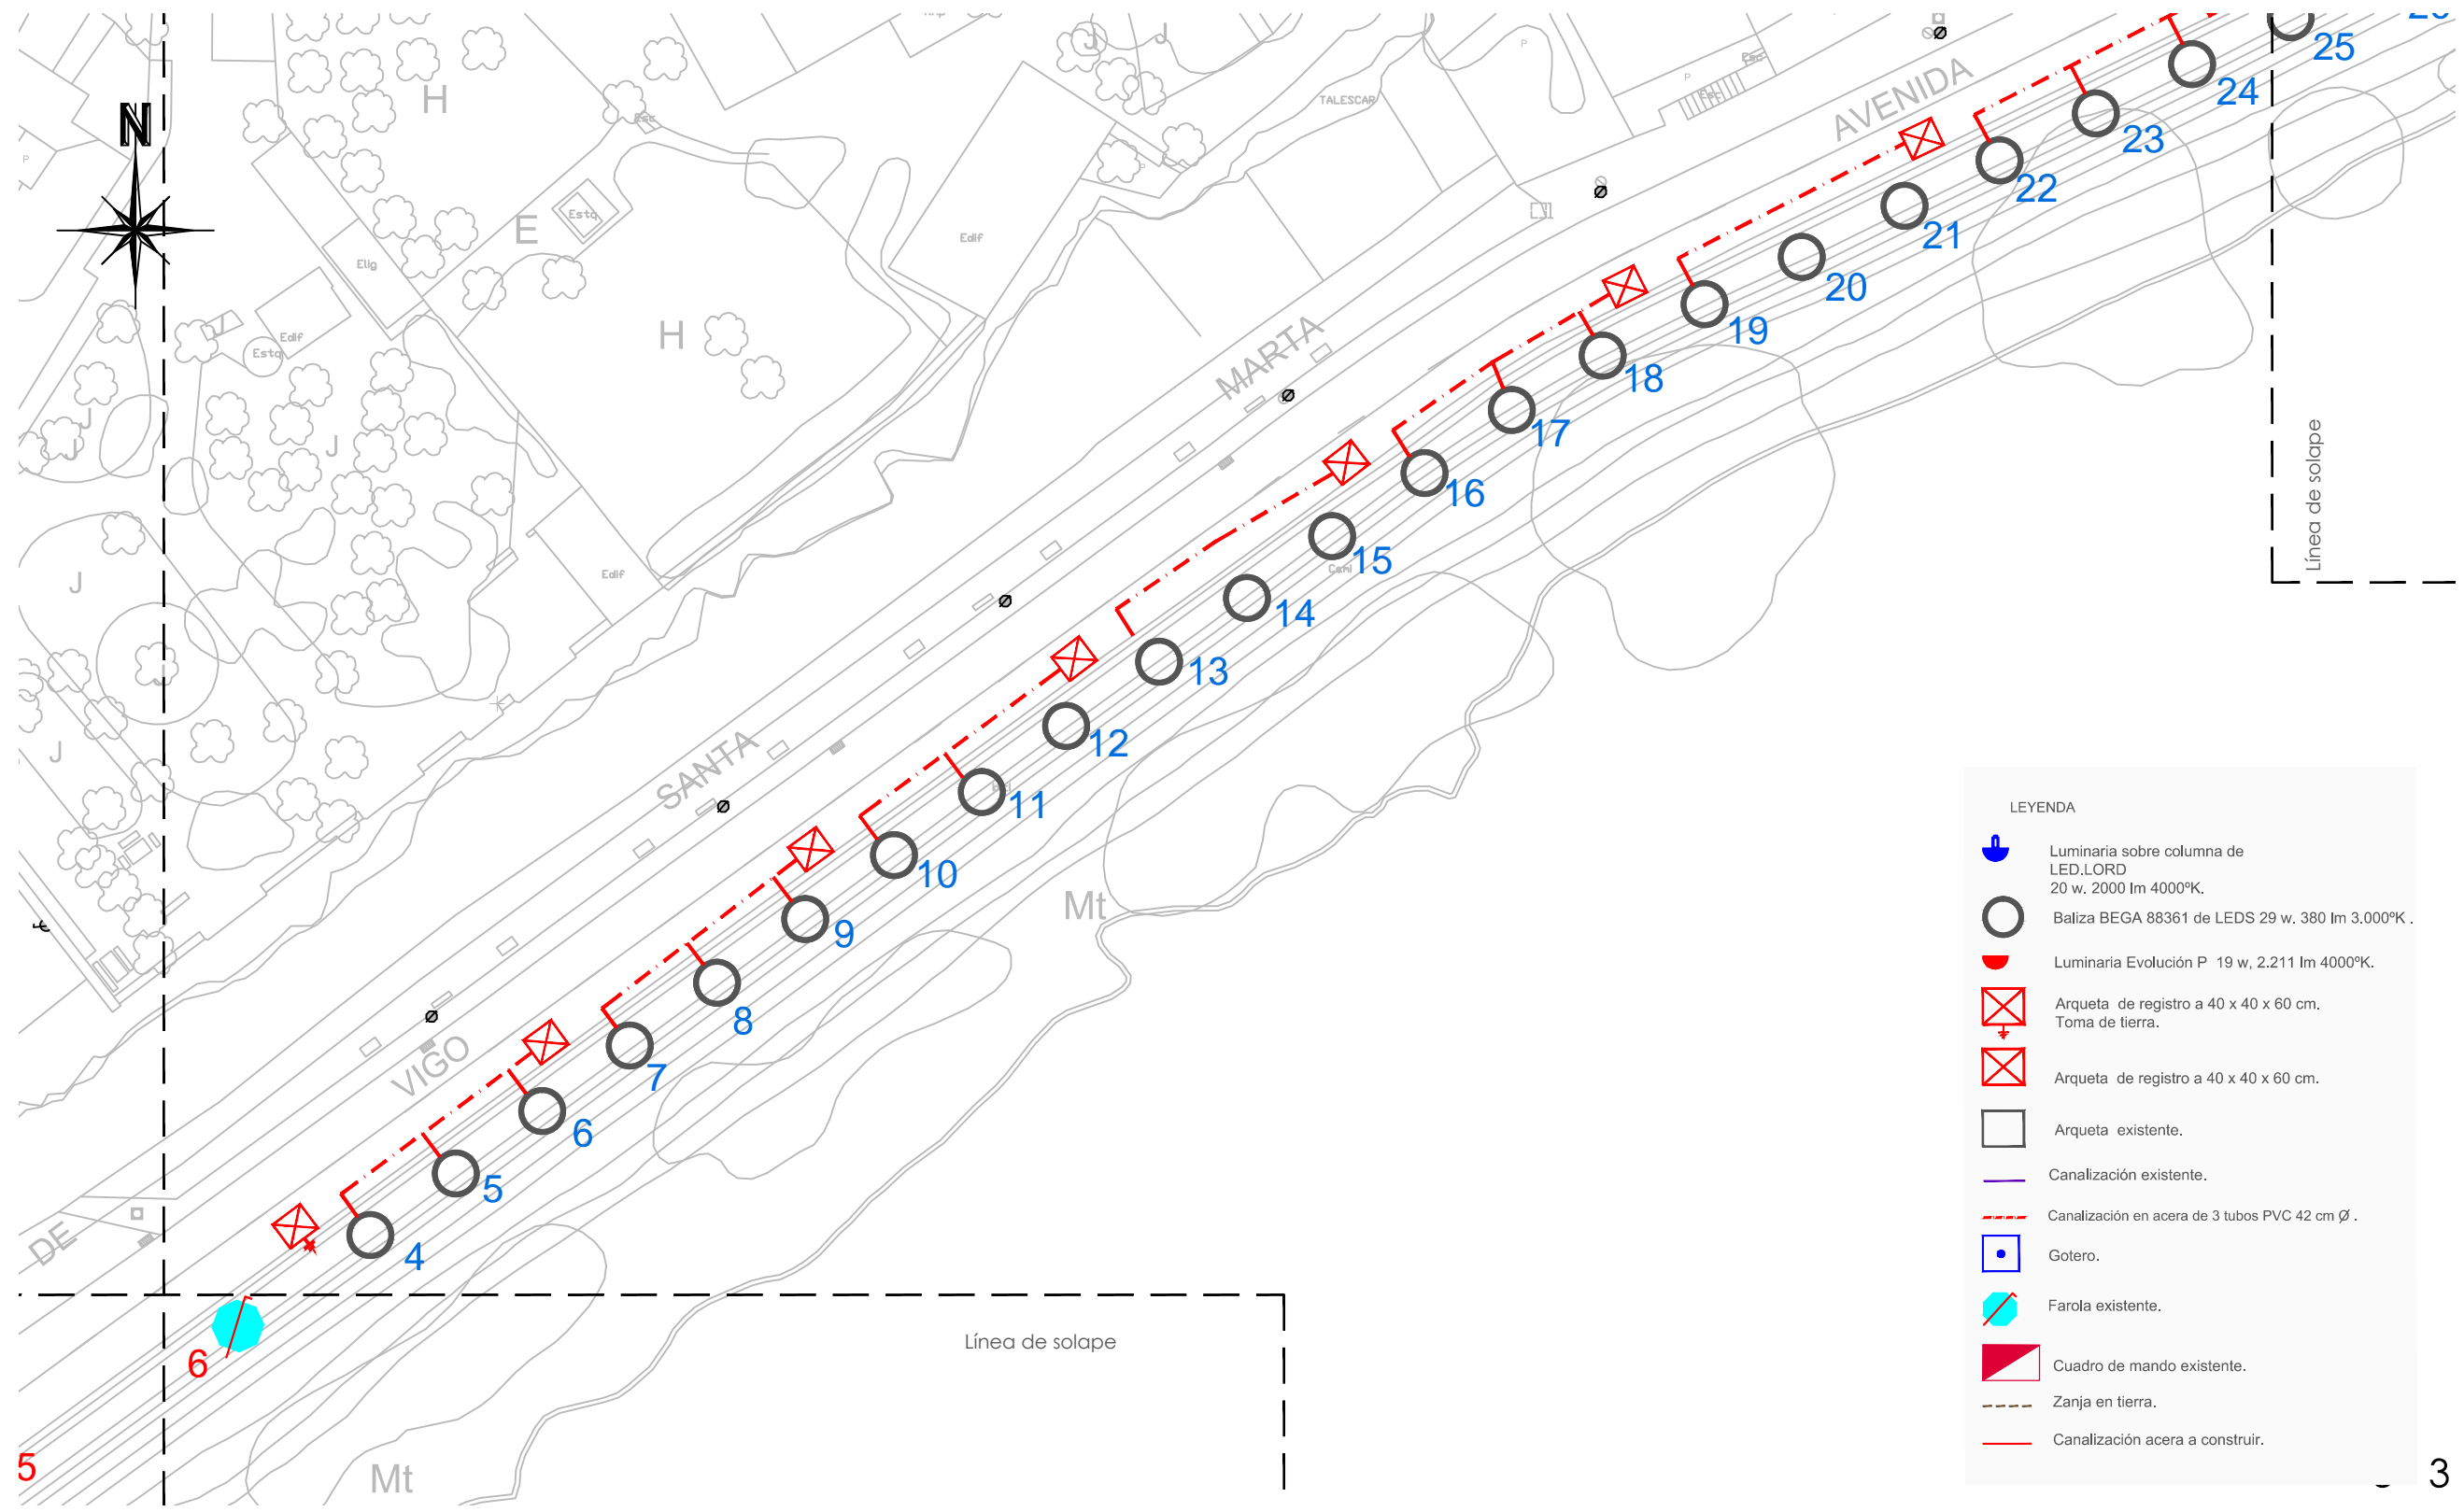 N
H
E
H
J
J
J
J
J
J
J
Esc
Estq
Elig
Edif
Estq
Edif
Edif
TALESCAR
P
P
P
P
Esc
Esc
AVENIDA
MARTA
SANTA
VIGO
DE
Mt
Mt
25
24
23
22
21
20
19
18
17
16
15
14
13
12
11
10
9
8
7
6
5
4
6
5
Línea de solape
Línea de solape
LEYENDA
Luminaria sobre columna de
LED.LORD
20 w. 2000 lm 4000ºK.
Baliza BEGA 88361 de LEDS 29 w. 380 lm 3.000ºK .
Luminaria Evolución P 19 w, 2.211 lm 4000ºK.
Arqueta de registro a 40 x 40 x 60 cm.
Toma de tierra.
Arqueta de registro a 40 x 40 x 60 cm.
Arqueta existente.
Canalización existente.
Canalización en acera de 3 tubos PVC 42 cm Ø .
Gotero.
Farola existente.
Cuadro de mando existente.
Zanja en tierra.
Canalización acera a construir.
3